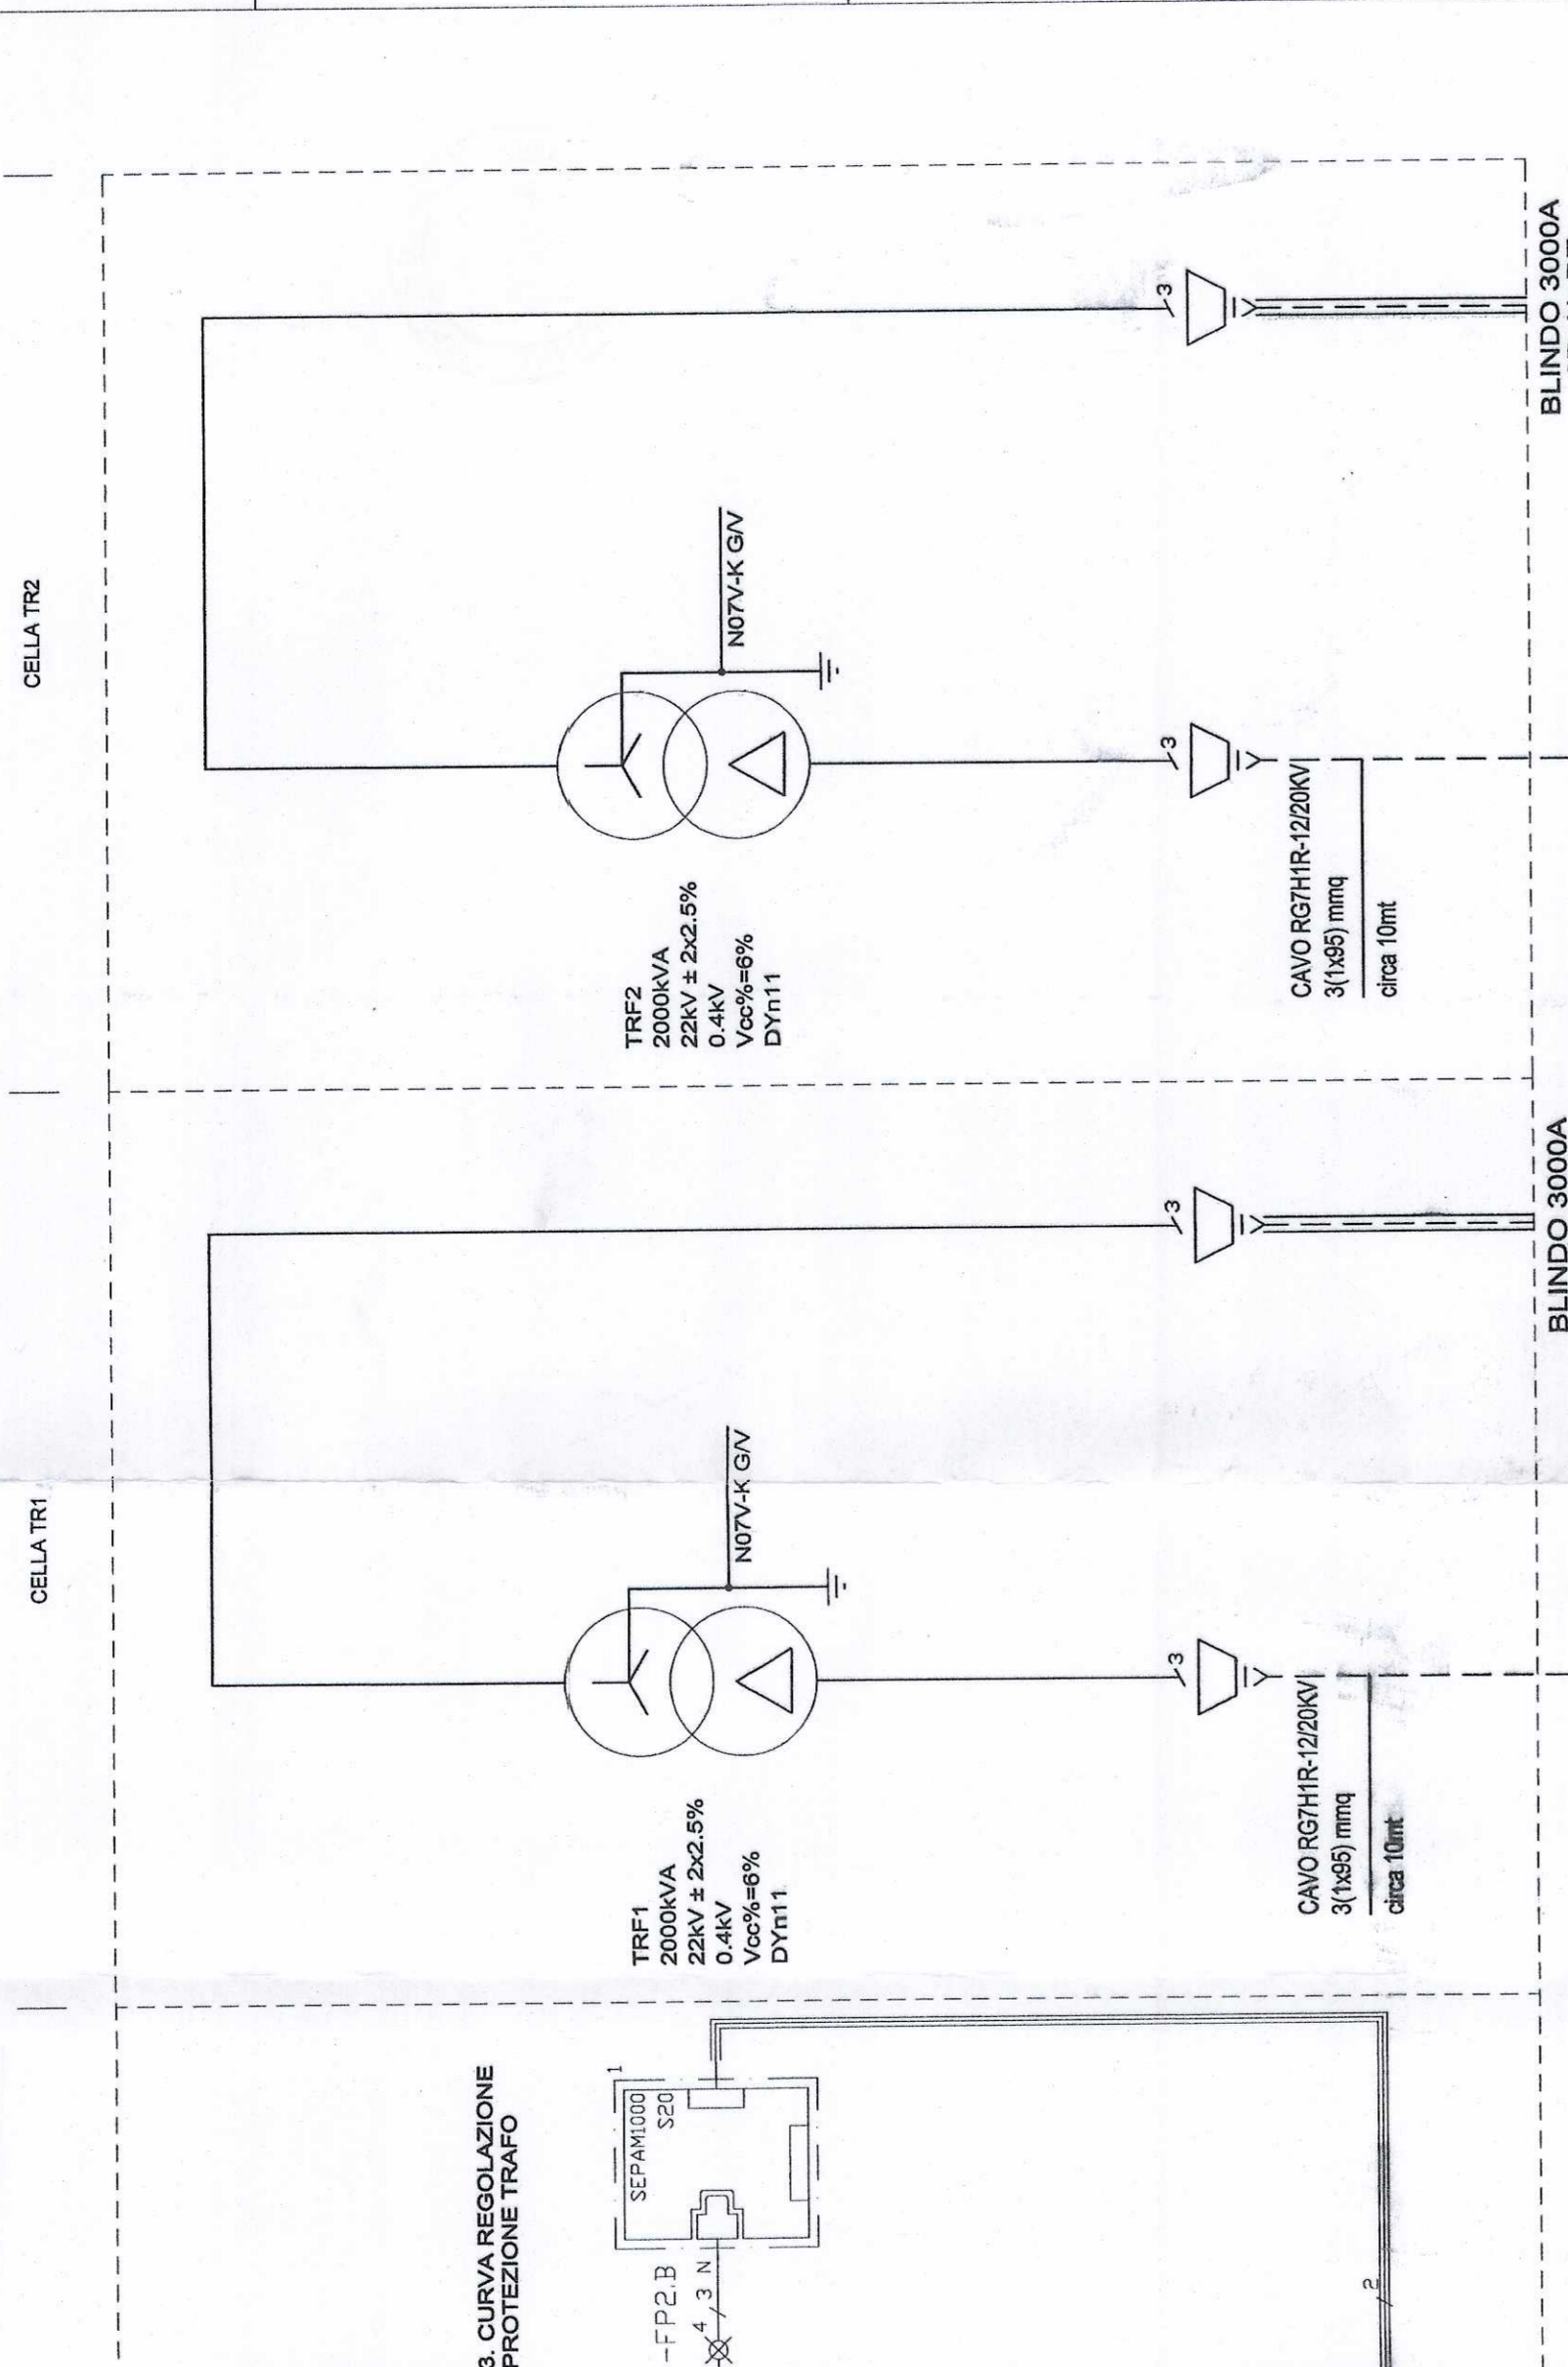 3. CURVA REGOLAZIONE
PROTEZIONE TRAFO
SEPAM1000
S20
1
-FP2.B
4
3 N
2
CELLA TR1
TRF1
2000kVA
22kV ± 2x2.5%
0.4kV
Vcc%=6%
DYn11
N07V-K G/V
3
CAVO RG7H1R-12/20KV
3(1x95) mmq
circa 10mt
3
BLINDO 3000A
CELLA TR2
TRF2
2000kVA
22kV ± 2x2.5%
0.4kV
Vcc%=6%
DYn11
N07V-K G/V
3
CAVO RG7H1R-12/20KV
3(1x95) mmq
circa 10mt
3
BLINDO 3000A